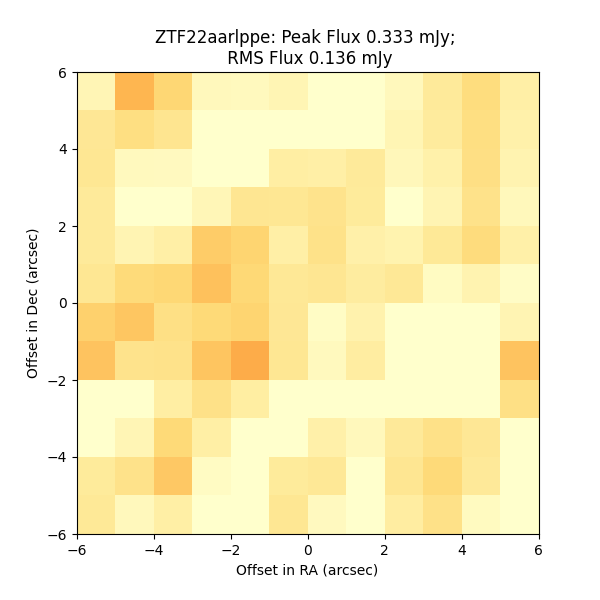 ZTF22aarlppe: Peak Flux 0.333 mJy;
RMS Flux 0.136 mJy
6
4
2
0
−2
−4
−6
Offset in Dec (arcsec)
−6 −4 −2 0 2 4 6
Offset in RA (arcsec)